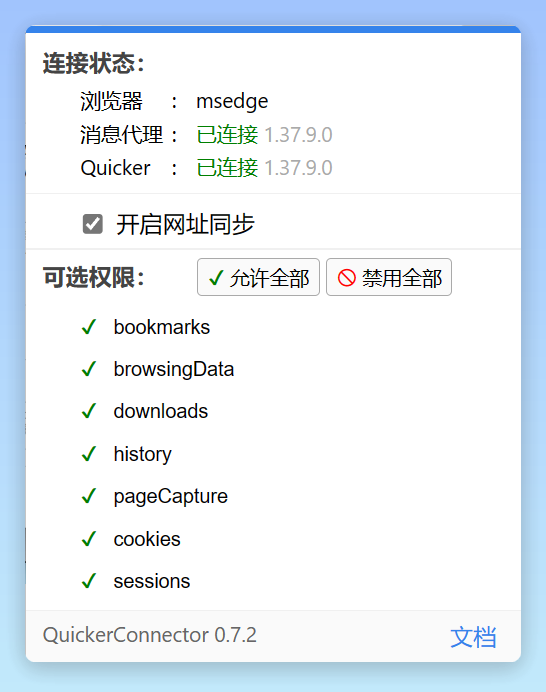 连接状态：
浏览器 ： msedge
消息代理 ： 已连接 1.37.9.0
Quicker ： 已连接 1.37.9.0
开启网址同步
可选权限： 允许全部 禁用全部
bookmarks
browsingData
downloads
history
pageCapture
cookies
sessions
QuickerConnector 0.7.2 文档